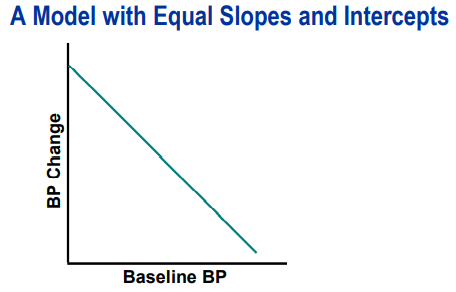 A Model with Equal Slopes and Intercepts
BP Change
Baseline BP